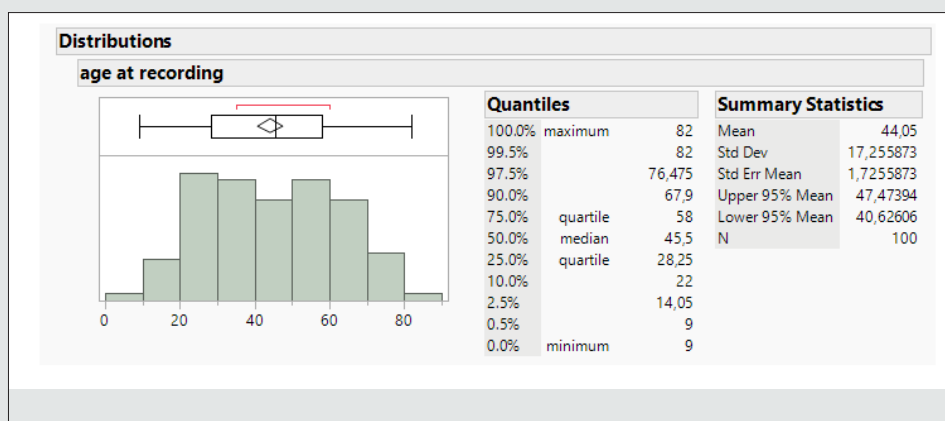 Distributions
age at recording
0 20 40 60 80
Quantiles
100.0% maximum 82
99.5% 82
97.5% 76,475
90.0% 67,9
75.0% quartile 58
50.0% median 45,5
25.0% quartile 28,25
10.0% 22
2.5% 14,05
0.5% 9
0.0% minimum 9
Summary Statistics
Mean 44,05
Std Dev 17,255873
Std Err Mean 1,7255873
Upper 95% Mean 47,47394
Lower 95% Mean 40,62606
N 100